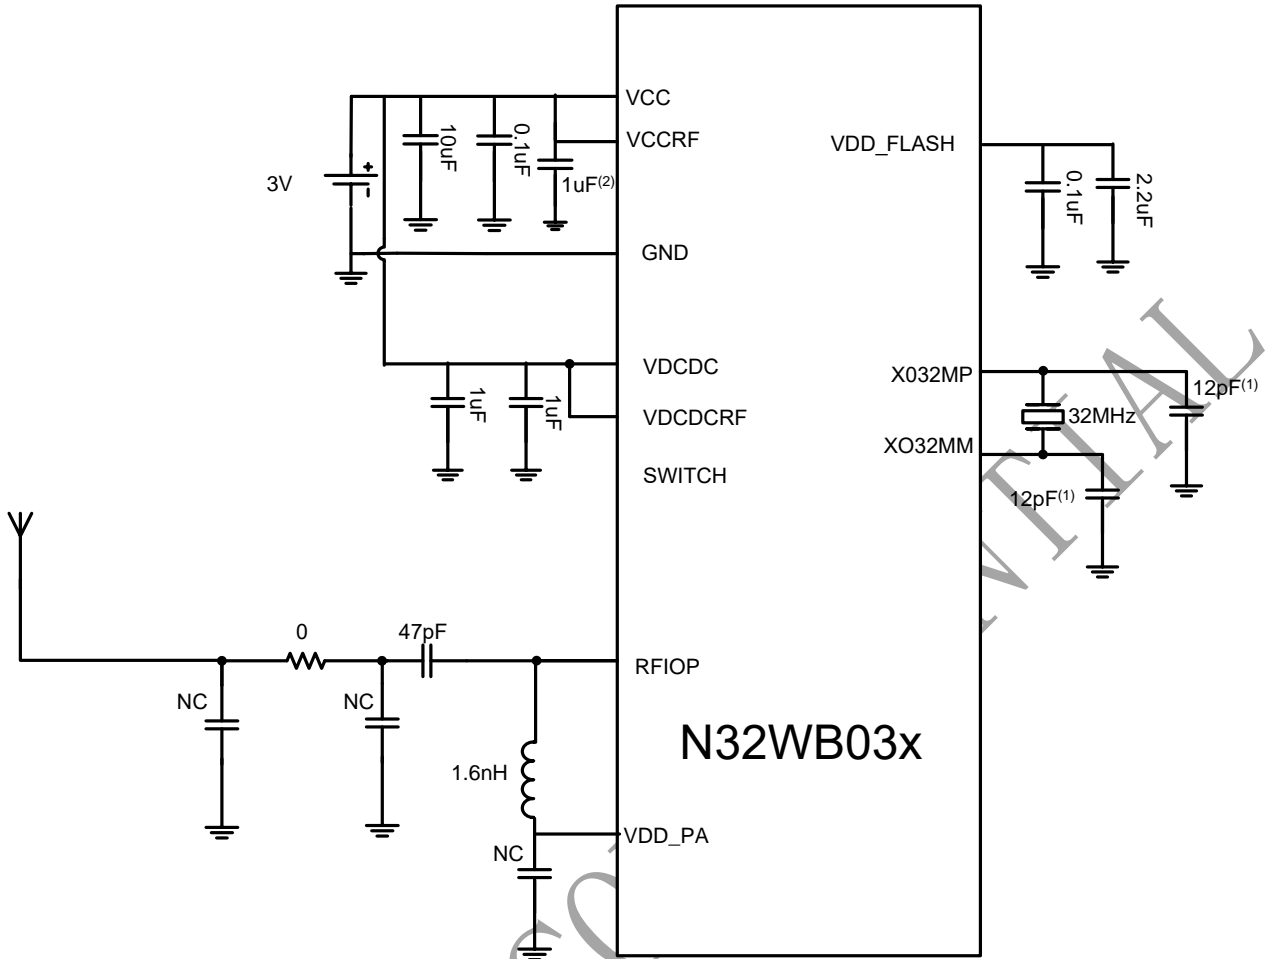 VCC
VCCRF
10uF
0.1uF
1uF(2)
3V
+
-
GND
VDD_FLASH
0.1uF
2.2uF
VDCDC
VDCDCRF
1uF
1uF
SWITCH
X032MP
12pF(1)
32MHz
XO32MM
12pF(1)
0
47pF
RFIOP
NC
NC
N32WB03x
1.6nH
VDD_PA
NC